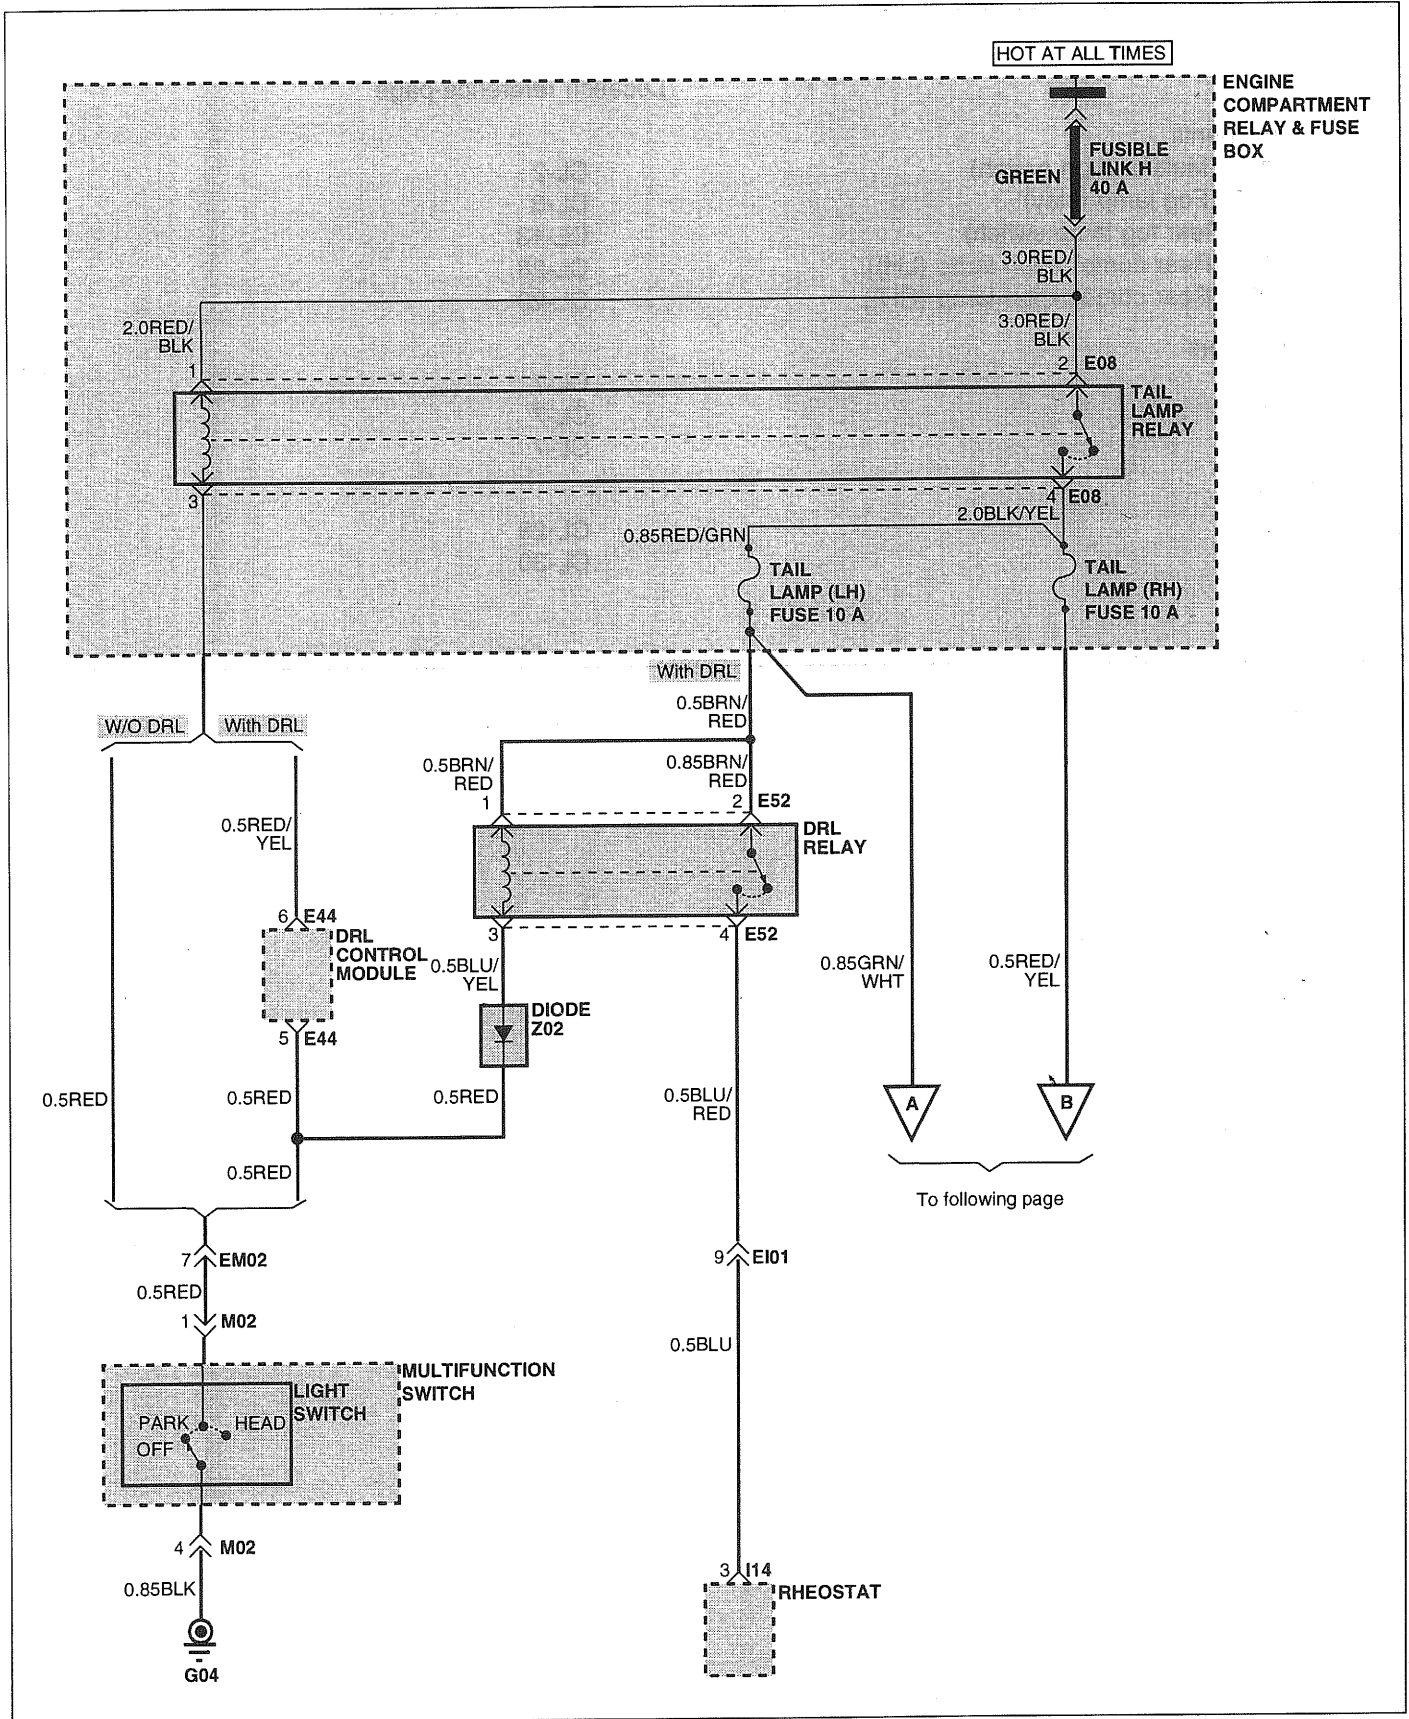 HOT AT ALL TIMES
ENGINE
COMPARTMENT
RELAY & FUSE
BOX
FUSIBLE
LINK H
40 A
GREEN
3.0RED/
BLK
2.0RED/
BLK
3.0RED/
BLK
1
2 E08
TAIL
LAMP
RELAY
3
4 E08
2.0BLK/YEL
0.85RED/GRN
TAIL
LAMP (LH)
FUSE 10 A
TAIL
LAMP (RH)
FUSE 10 A
With DRL
0.5BRN/
RED
W/O DRL
With DRL
0.5BRN/
RED
0.85BRN/
RED
1
2 E52
DRL
RELAY
0.5RED/
YEL
6 E44
DRL
CONTROL
MODULE
5 E44
3
4 E52
0.5BLU/
YEL
DIODE
Z02
0.85GRN/
WHT
0.5RED/
YEL
0.5RED
0.5RED
0.5RED
0.5BLU/
RED
A
B
0.5RED
To following page
7 EM02
9 EI01
0.5RED
1 M02
0.5BLU
MULTIFUNCTION
SWITCH
LIGHT
SWITCH
PARK
HEAD
OFF
4 M02
0.85BLK
G04
3 I14
RHEOSTAT